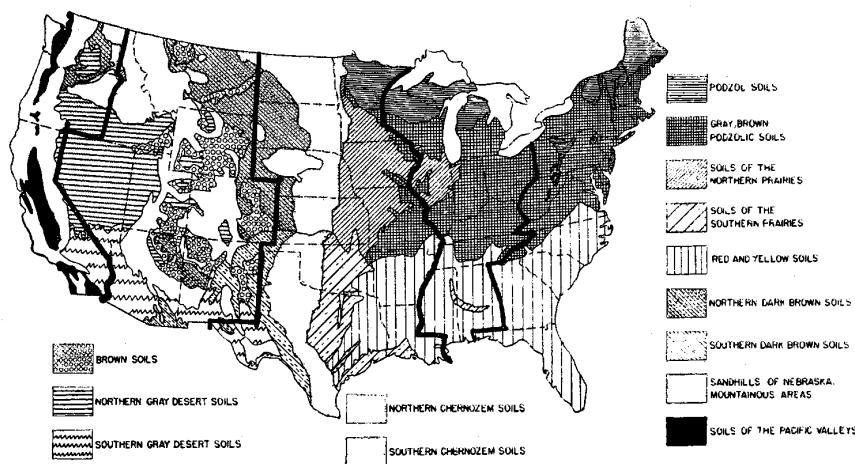 PODZOL SOILS
GRAY, BROWN
PODZOLIC SOILS
SOILS OF THE
NORTHERN PRAIRIES
SOILS OF THE
SOUTHERN PRAIRIES
RED AND YELLOW SOILS
NORTHERN DARK BROWN SOILS
SOUTHERN DARK BROWN SOILS
SANDHILLS OF NEBRASKA,
MOUNTAINOUS AREAS
SOILS OF THE PACIFIC VALLEYS
BROWN SOILS
NORTHERN GRAY DESERT SOILS
SOUTHERN GRAY DESERT SOILS
NORTHERN CHERNOZEM SOILS
SOUTHERN CHERNOZEM SOILS